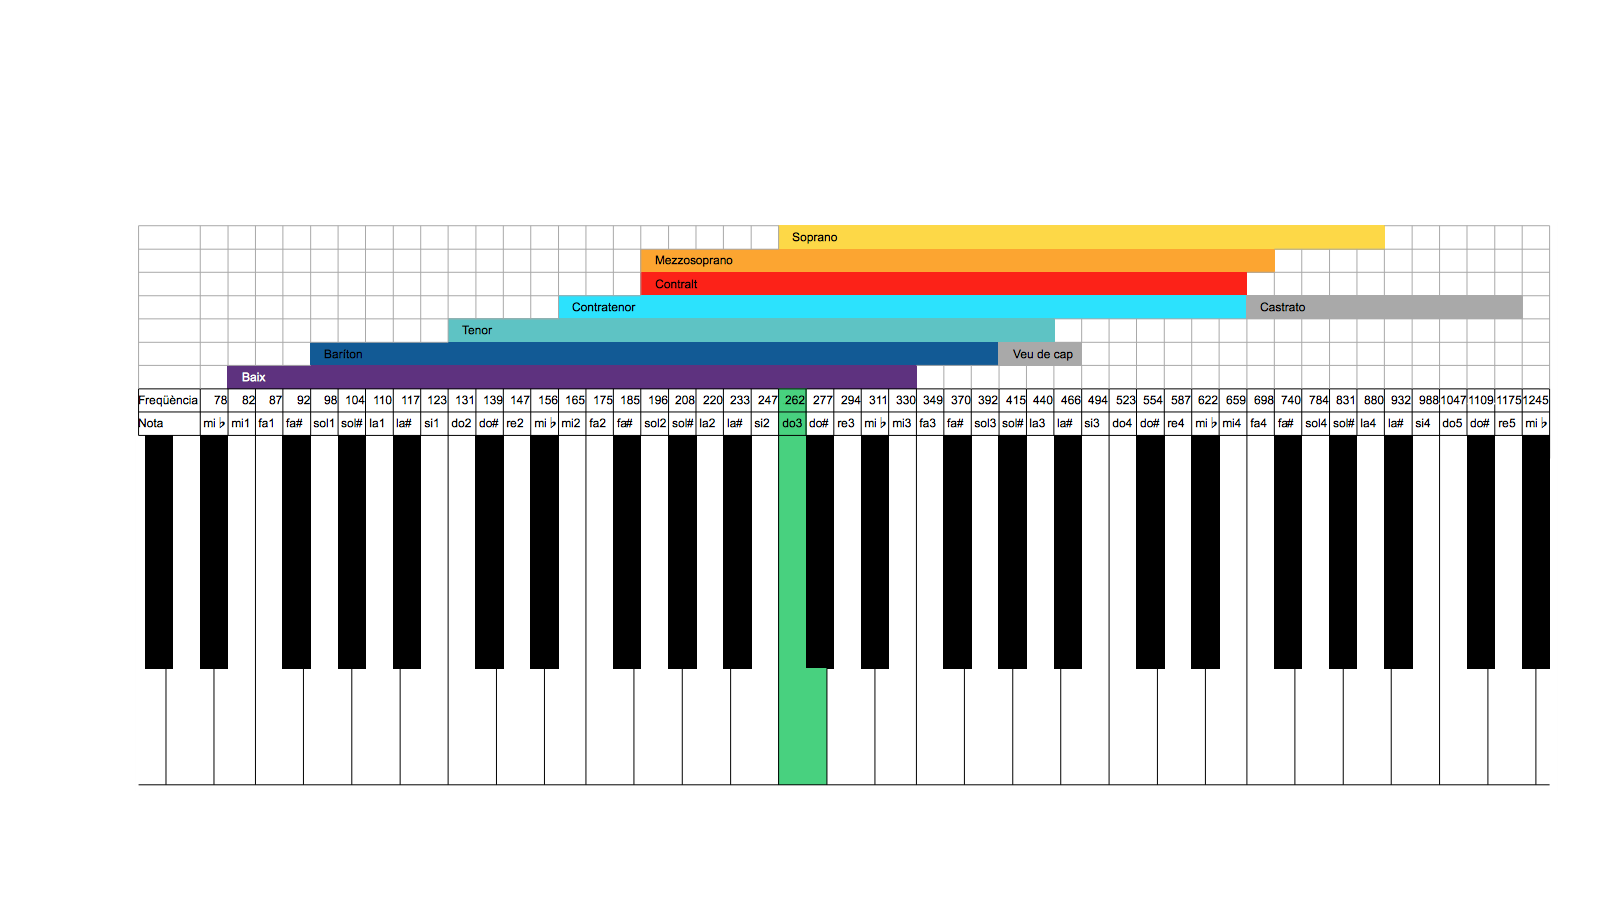 Soprano
Mezzosoprano
Contralt
Contratenor Castrato
Tenor
Baríton Veu de cap
Baix
Freqüència 78 82 87 92 98 104 110 117 123 131 139 147 156 165 175 185 196 208 220 233 247 262 277 294 311 330 349 370 392 415 440 466 494 523 554 587 622 659 698 740 784 831 880 932 988 1047 1109 1175 1245
Nota mi♭ mi1 fa1 fa# sol1 sol# la1 la# si1 do2 do# re2 mi♭ mi2 fa2 fa# sol2 sol# la2 la# si2 do3 do# re3 mi♭ mi3 fa3 fa# sol3 sol# la3 la# si3 do4 do# re4 mi♭ mi4 fa4 fa# sol4 sol# la4 la# si4 do5 do# re5 mi♭